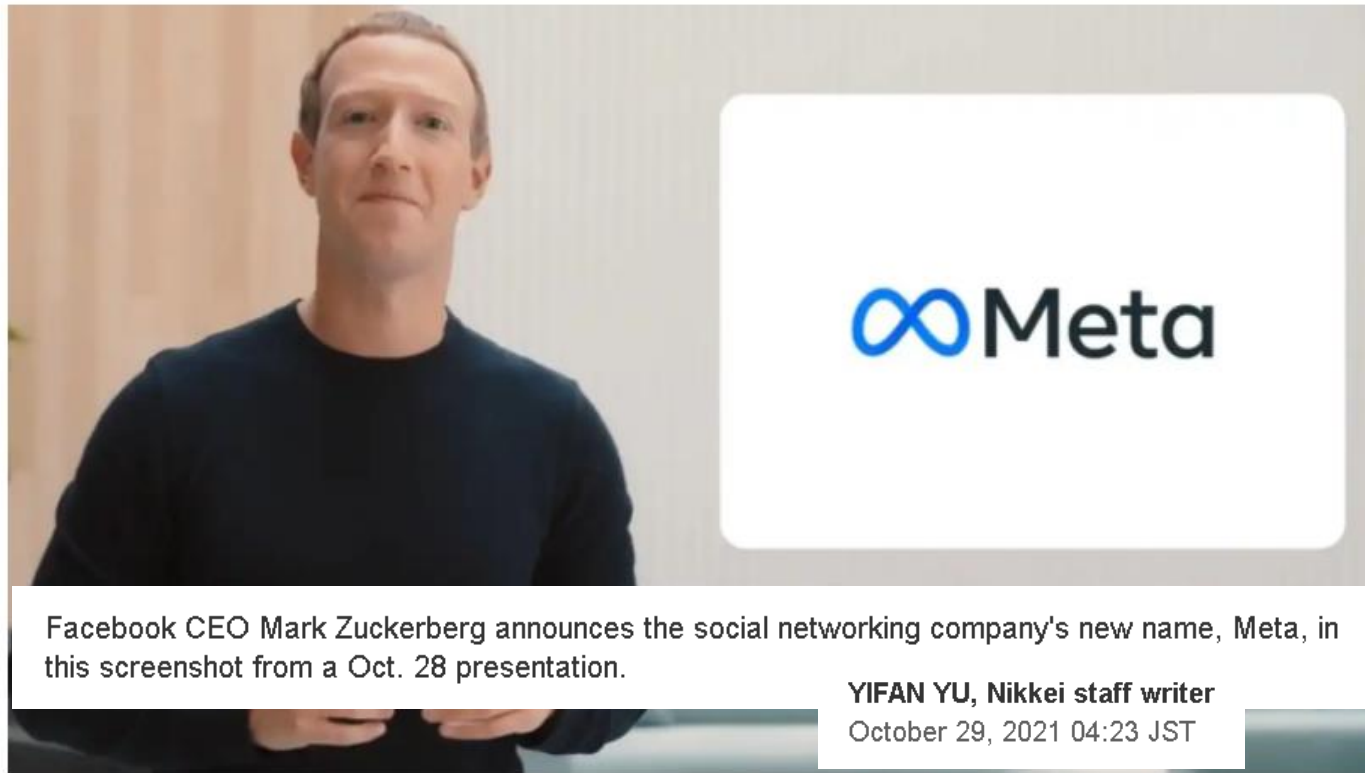 Meta
Facebook CEO Mark Zuckerberg announces the social networking company's new name, Meta, in
this screenshot from a Oct. 28 presentation.
YIFAN YU, Nikkei staff writer
October 29, 2021 04:23 JST